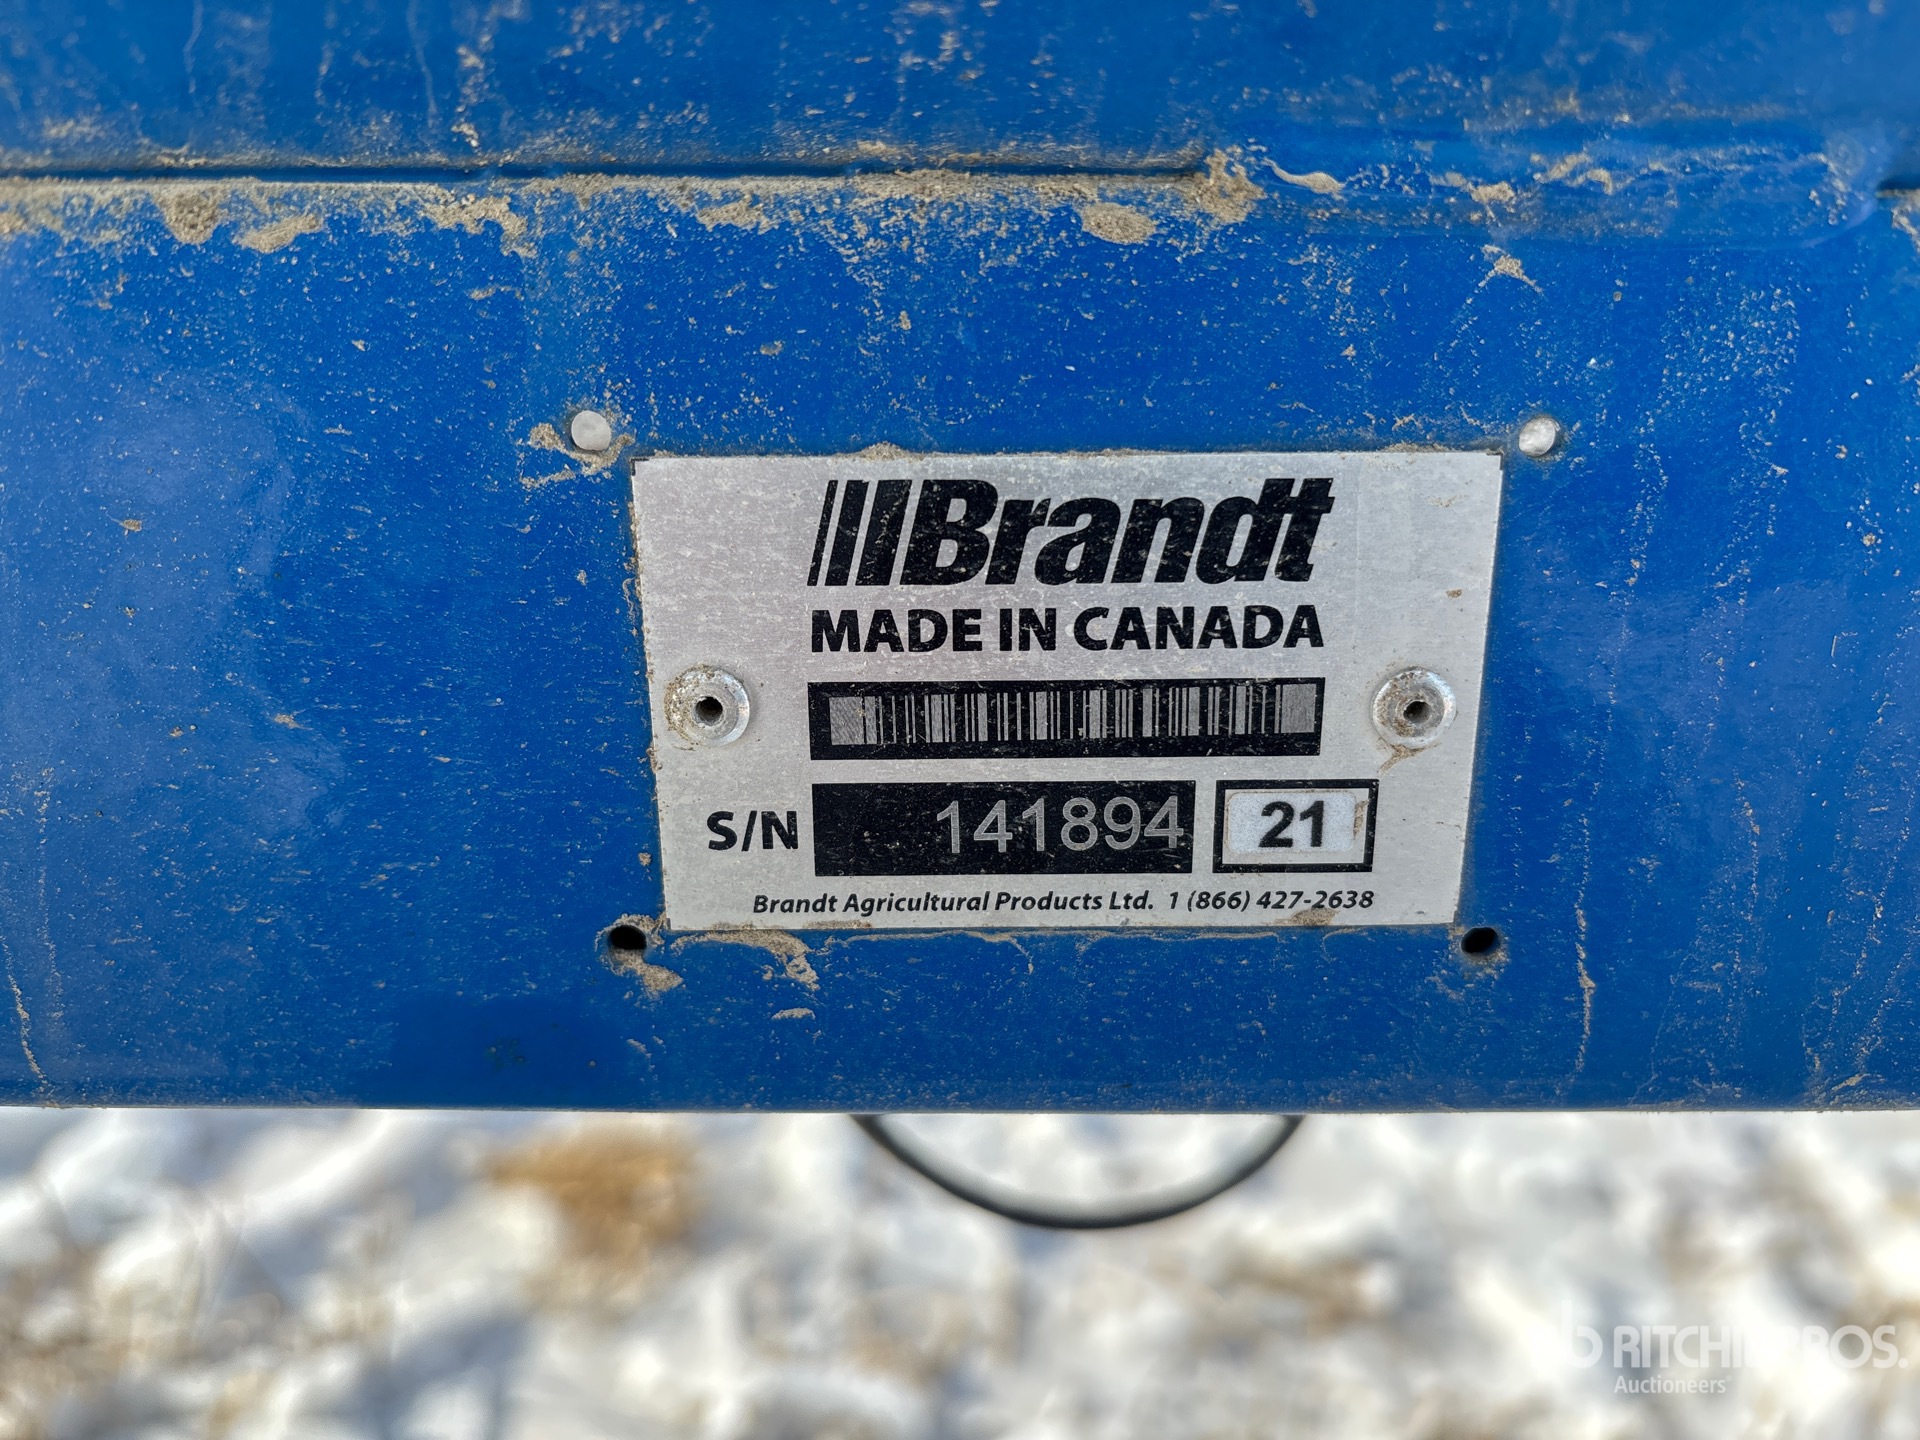 Brandt
MADE IN CANADA
S/N 141894 21
Brandt Agricultural Products Ltd. 1 (866) 427-2638
RITCHIE BROS.
Auctioneers